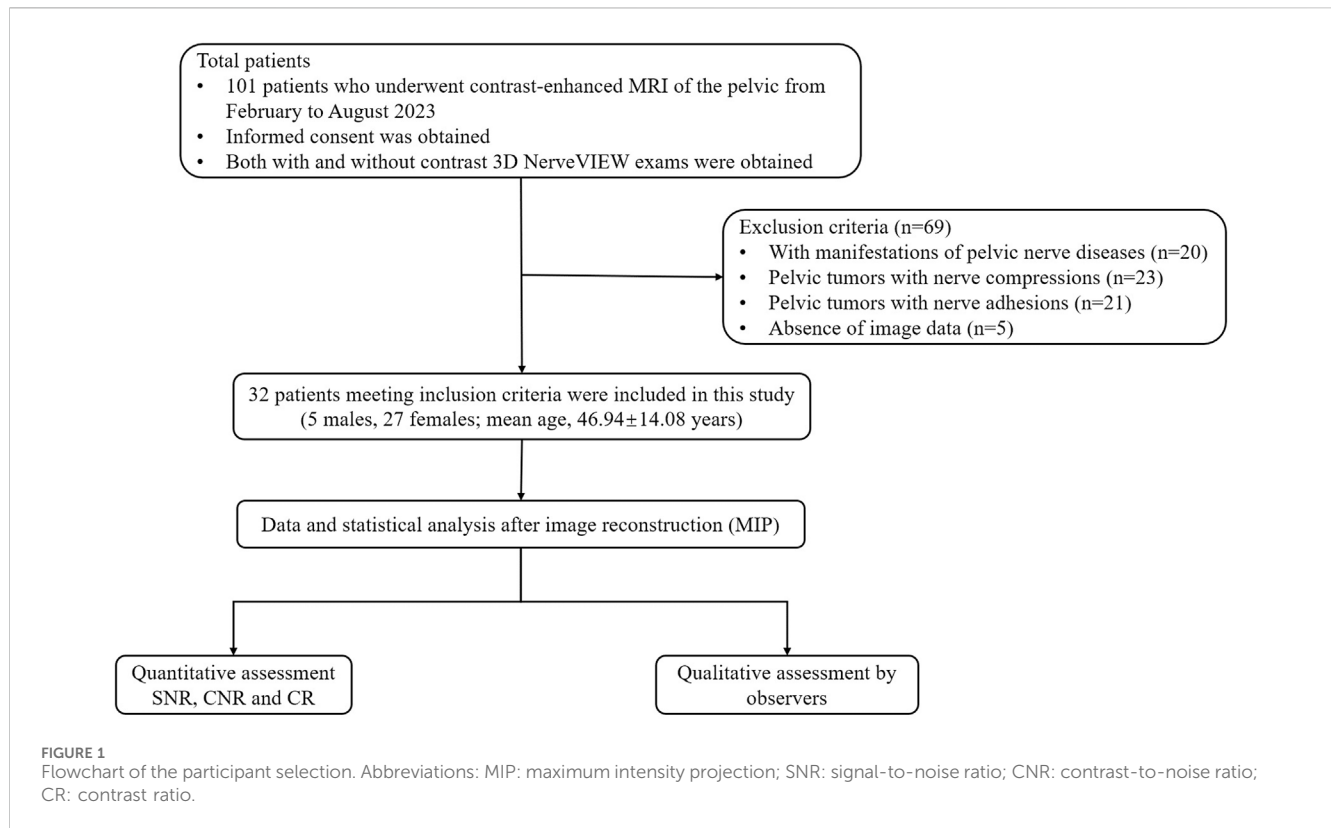 Total patients
• 101 patients who underwent contrast-enhanced MRI of the pelvic from
February to August 2023
• Informed consent was obtained
• Both with and without contrast 3D NerveVIEW exams were obtained
Exclusion criteria (n=69)
• With manifestations of pelvic nerve diseases (n=20)
• Pelvic tumors with nerve compressions (n=23)
• Pelvic tumors with nerve adhesions (n=21)
• Absence of image data (n=5)
32 patients meeting inclusion criteria were included in this study
(5 males, 27 females; mean age, 46.94±14.08 years)
Data and statistical analysis after image reconstruction (MIP)
Quantitative assessment
SNR, CNR and CR
Qualitative assessment by
observers
FIGURE 1
Flowchart of the participant selection. Abbreviations: MIP: maximum intensity projection; SNR: signal-to-noise ratio; CNR: contrast-to-noise ratio;
CR: contrast ratio.